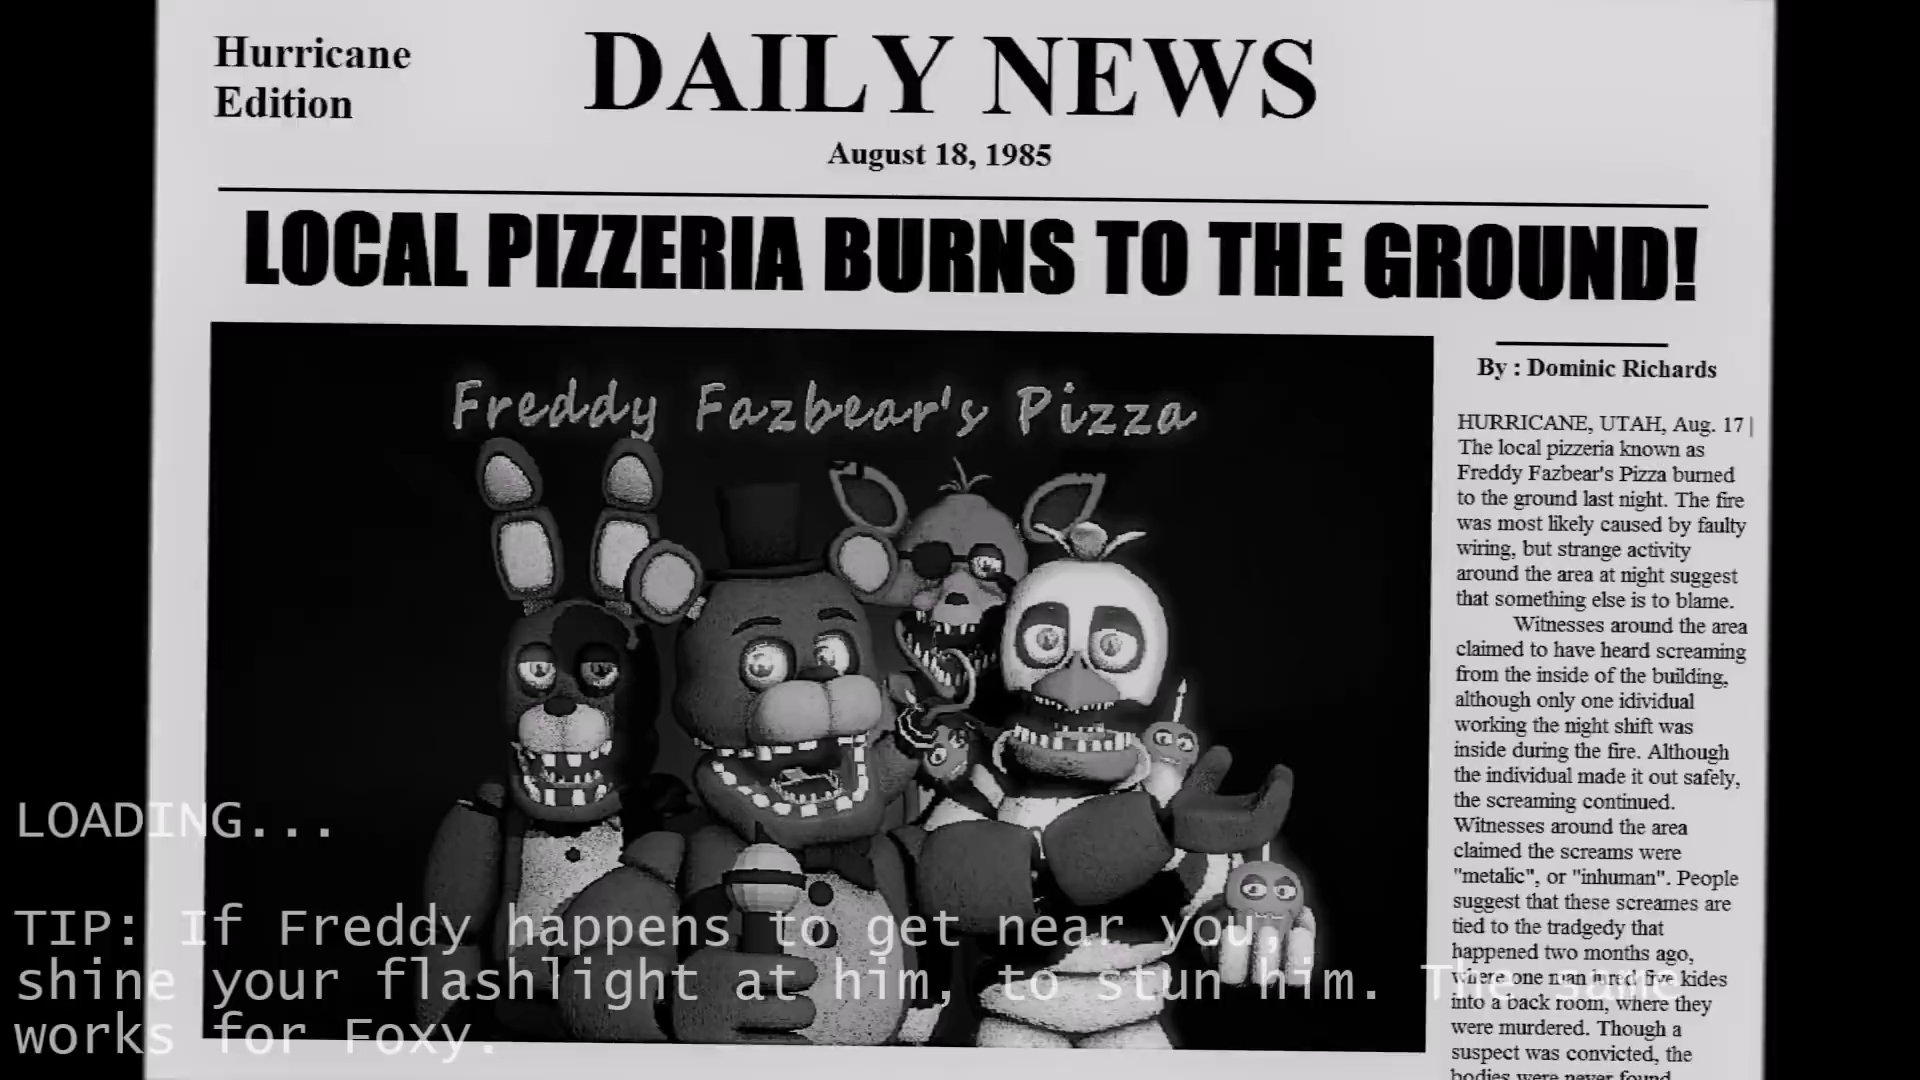 Hurricane
Edition
DAILY NEWS
August 18, 1985
LOCAL PIZZERIA BURNS TO THE GROUND!
Freddy Fazbear's Pizza
By : Dominic Richards
HURRICANE, UTAH, Aug. 17 |
The local pizzeria known as
Freddy Fazbear's Pizza burned
to the ground last night. The fire
was most likely caused by faulty
wiring, but strange activity
around the area at night suggest
that something else is to blame.
Witnesses around the area
claimed to have heard screaming
from the inside of the building,
although only one idividual
working the night shift was
inside during the fire. Although
the individual made it out safely,
the screaming continued.
Witnesses around the area
claimed the screams were
"metalic", or "inhuman". People
suggest that these screames are
tied to the tradgedy that
happened two months ago,
where one man lured five kides
into a back room, where they
were murdered. Though a
suspect was convicted, the
bodies were never found
LOADING...
TIP: If Freddy happens to get near you,
shine your flashlight at him, to stun him. The same
works for Foxy.